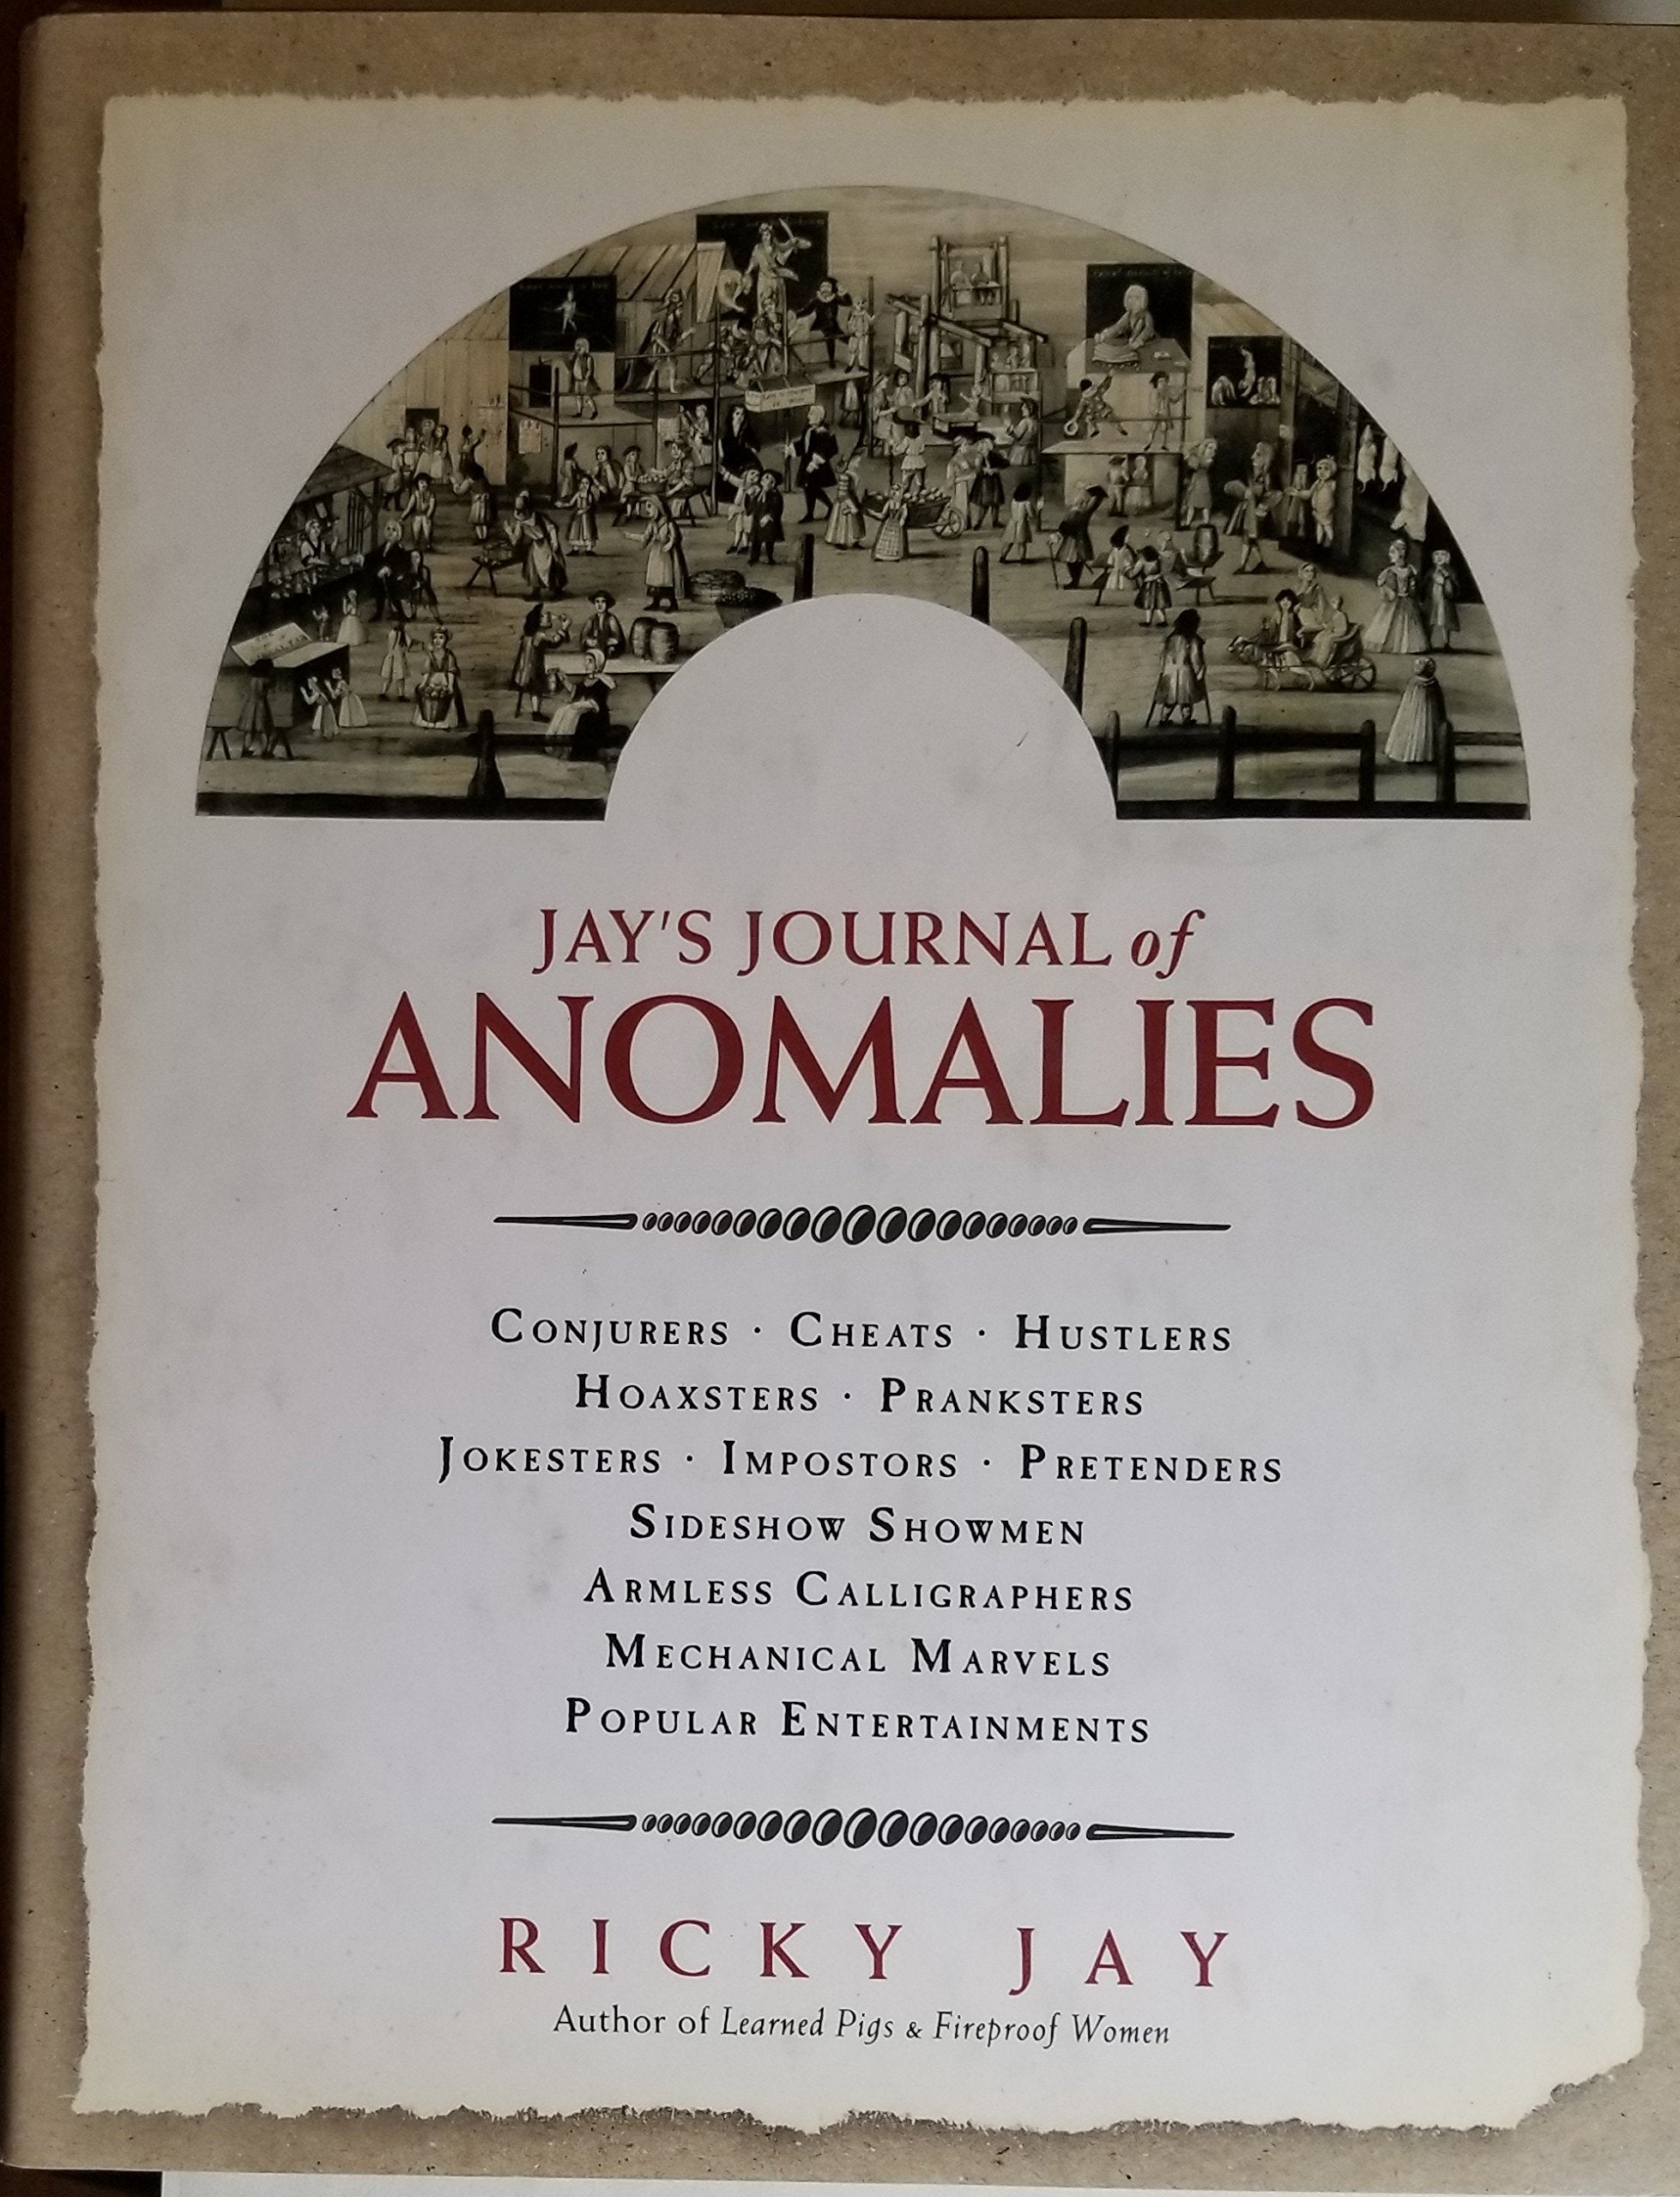 JAY'S JOURNAL of
ANOMALIES
CONJURERS · CHEATS · HUSTLERS
HOAXSTERS · PRANKSTERS
JOKESTERS · IMPOSTORS · PRETENDERS
SIDESHOW SHOWMEN
ARMLESS CALLIGRAPHERS
MECHANICAL MARVELS
POPULAR ENTERTAINMENTS
RICKY JAY
Author of Learned Pigs & Fireproof Women